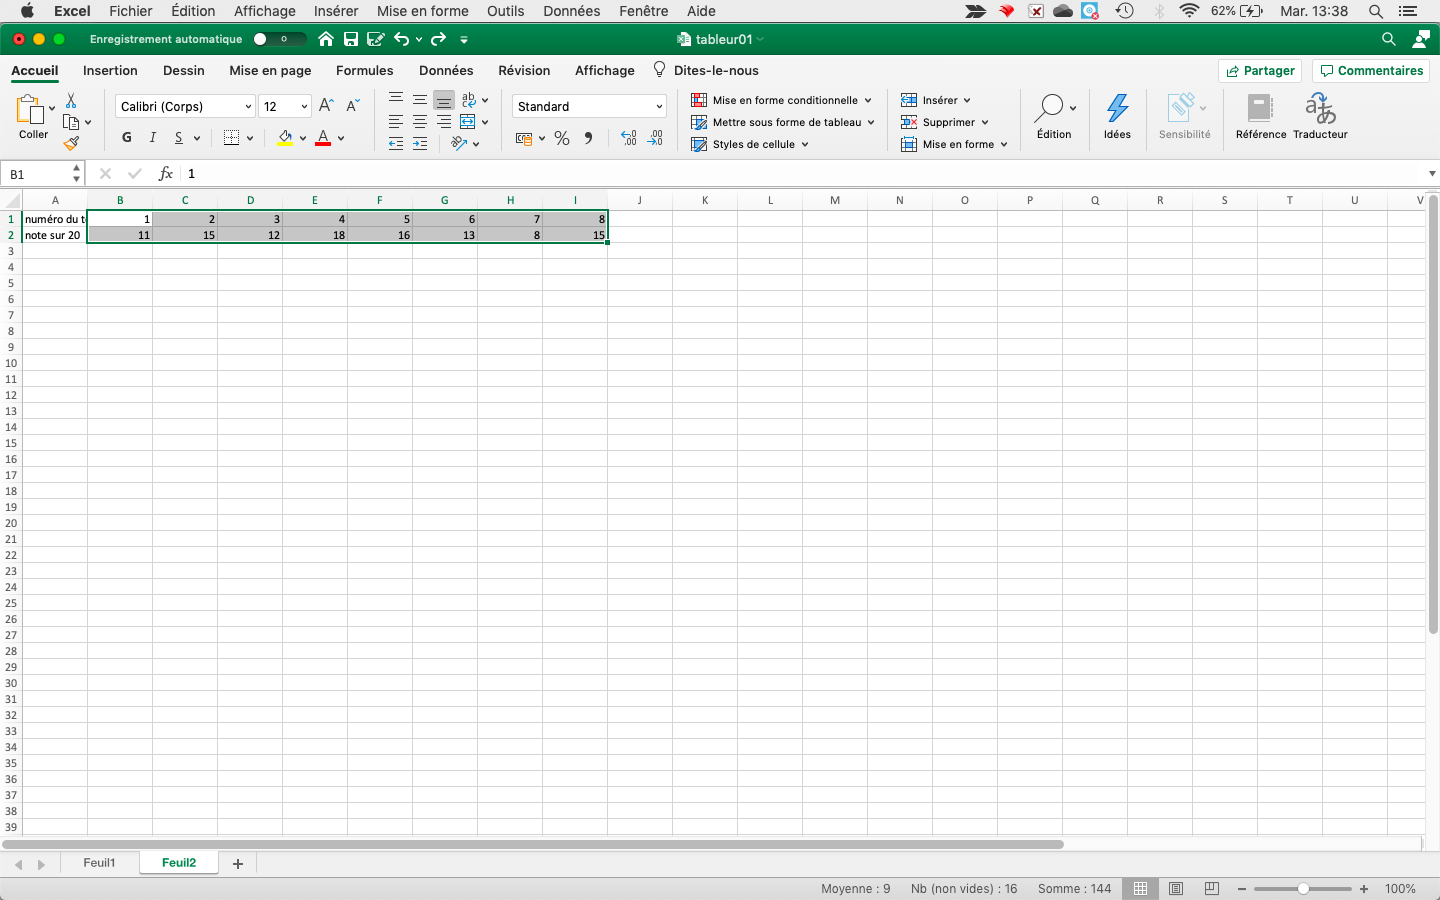 Excel Fichier Édition Affichage Insérer Mise en forme Outils Données Fenêtre Aide 62% Mar. 13:38
Enregistrement automatique tableur01
Accueil Insertion Dessin Mise en page Formules Données Révision Affichage Dites-le-nous Partager Commentaires
Coller
Calibri (Corps) 12
G I S
Standard
Mise en forme conditionnelle
Mettre sous forme de tableau
Styles de cellule
Insérer
Supprimer
Mise en forme
Édition
Idées
Sensibilité
Référence
Traducteur
B1 fx 1
A B C D E F G H I J K L M N O P Q R S T U V
1 numéro du 1 2 3 4 5 6 7 8
2 note sur 20 11 15 12 18 16 13 8 15
3
4
5
6
7
8
9
10
11
12
13
14
15
16
17
18
19
20
21
22
23
24
25
26
27
28
29
30
31
32
33
34
35
36
37
38
39
Feuil1 Feuil2 +
Moyenne : 9 Nb (non vides) : 16 Somme : 144 100%